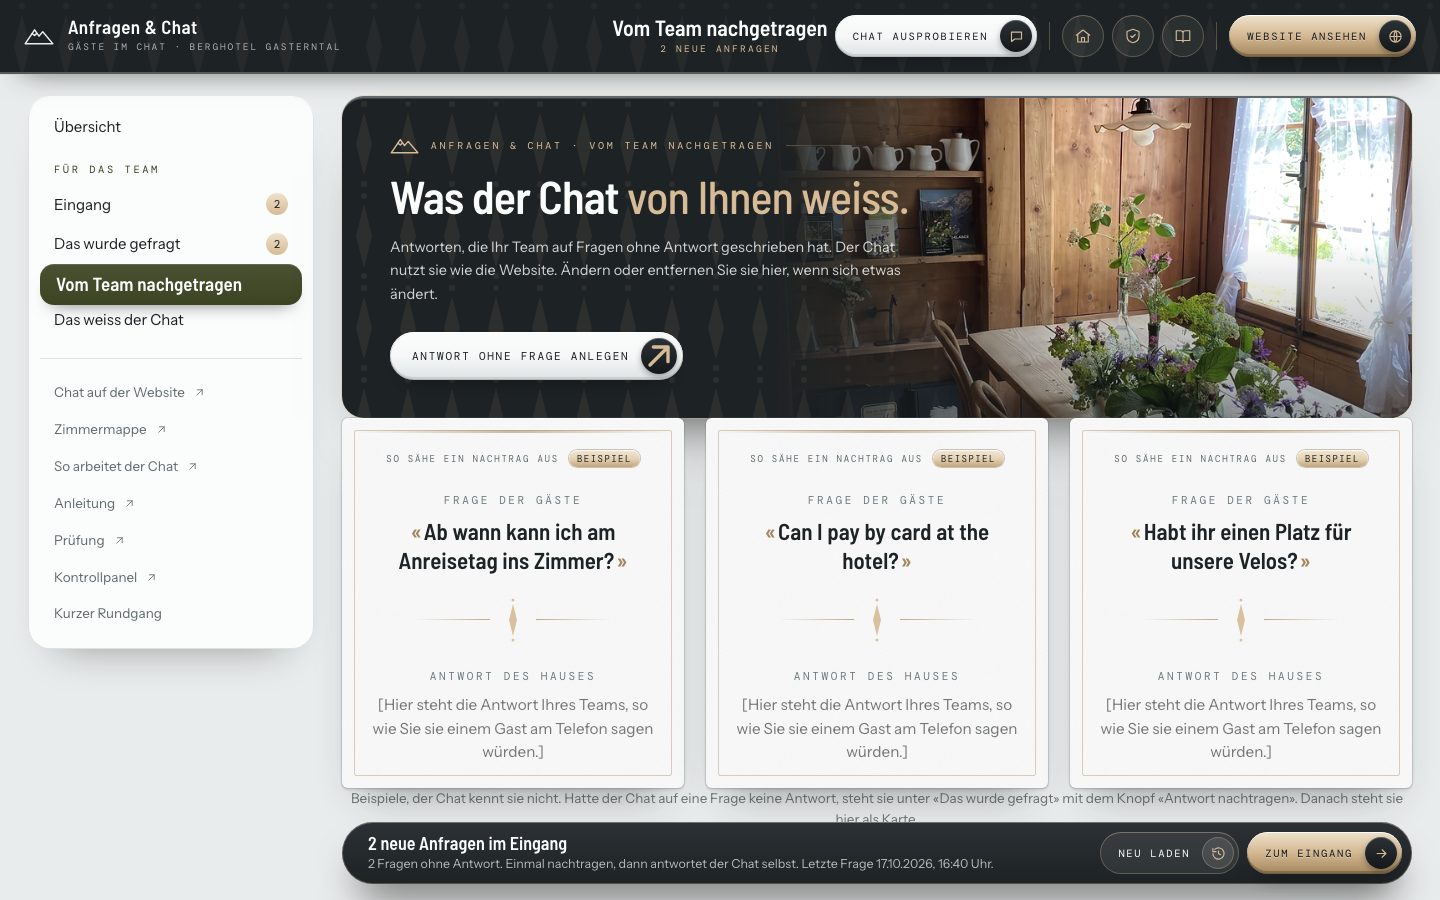 Anfragen & Chat
GÄSTE IM CHAT · BERGHOTEL GASTERNTAL
Vom Team nachgetragen
2 NEUE ANFRAGEN
CHAT AUSPROBIEREN
WEBSITE ANSEHEN
Übersicht
FÜR DAS TEAM
Eingang 2
Das wurde gefragt 2
Vom Team nachgetragen
Das weiss der Chat
Chat auf der Website
Zimmermappe
So arbeitet der Chat
Anleitung
Prüfung
Kontrollpanel
Kurzer Rundgang
ANFRAGEN & CHAT · VOM TEAM NACHGETRAGEN
Was der Chat von Ihnen weiss.
Antworten, die Ihr Team auf Fragen ohne Antwort geschrieben hat. Der Chat
nutzt sie wie die Website. Ändern oder entfernen Sie sie hier, wenn sich etwas
ändert.
ANTWORT OHNE FRAGE ANLEGEN
SO SÄHE EIN NACHTRAG AUS BEISPIEL
FRAGE DER GÄSTE
«Ab wann kann ich am
Anreisetag ins Zimmer?»
ANTWORT DES HAUSES
[Hier steht die Antwort Ihres Teams, so
wie Sie sie einem Gast am Telefon sagen
würden.]
SO SÄHE EIN NACHTRAG AUS BEISPIEL
FRAGE DER GÄSTE
«Can I pay by card at the
hotel?»
ANTWORT DES HAUSES
[Hier steht die Antwort Ihres Teams, so
wie Sie sie einem Gast am Telefon sagen
würden.]
SO SÄHE EIN NACHTRAG AUS BEISPIEL
FRAGE DER GÄSTE
«Habt ihr einen Platz für
unsere Velos?»
ANTWORT DES HAUSES
[Hier steht die Antwort Ihres Teams, so
wie Sie sie einem Gast am Telefon sagen
würden.]
Beispiele, der Chat kennt sie nicht. Hatte der Chat auf eine Frage keine Antwort, steht sie unter «Das wurde gefragt» mit dem Knopf «Antwort nachtragen». Danach steht sie
hier als Karte.
2 neue Anfragen im Eingang
2 Fragen ohne Antwort. Einmal nachtragen, dann antwortet der Chat selbst. Letzte Frage 17.10.2026, 16:40 Uhr.
NEU LADEN
ZUM EINGANG